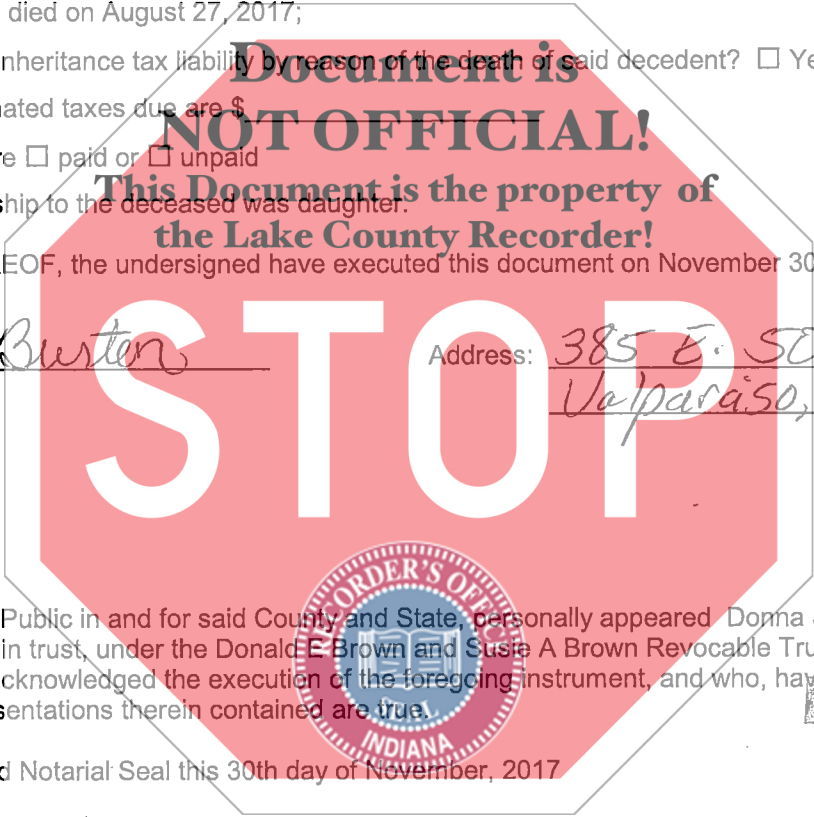 died on August 27, 2017;
nheritance tax liability by reason of the death of said decedent? ☐ Ye
Document is
ated taxes due are $
NOT OFFICIAL!
e ☐ paid or ☐ unpaid
This Document is the property of
ship to the deceased was daughter.
the Lake County Recorder!
EOF, the undersigned have executed this document on November 30
STOP
Burten
Address: 385 E.
Valparaiso,
RECORDER'S OFFICE
Public in and for said County and State, personally appeared Donna
in trust, under the Donald E Brown and Susie A Brown Revocable Tru
cknowledged the execution of the foregoing instrument, and who, hav
sentations therein contained are true.
INDIANA
d Notarial Seal this 30th day of November, 2017